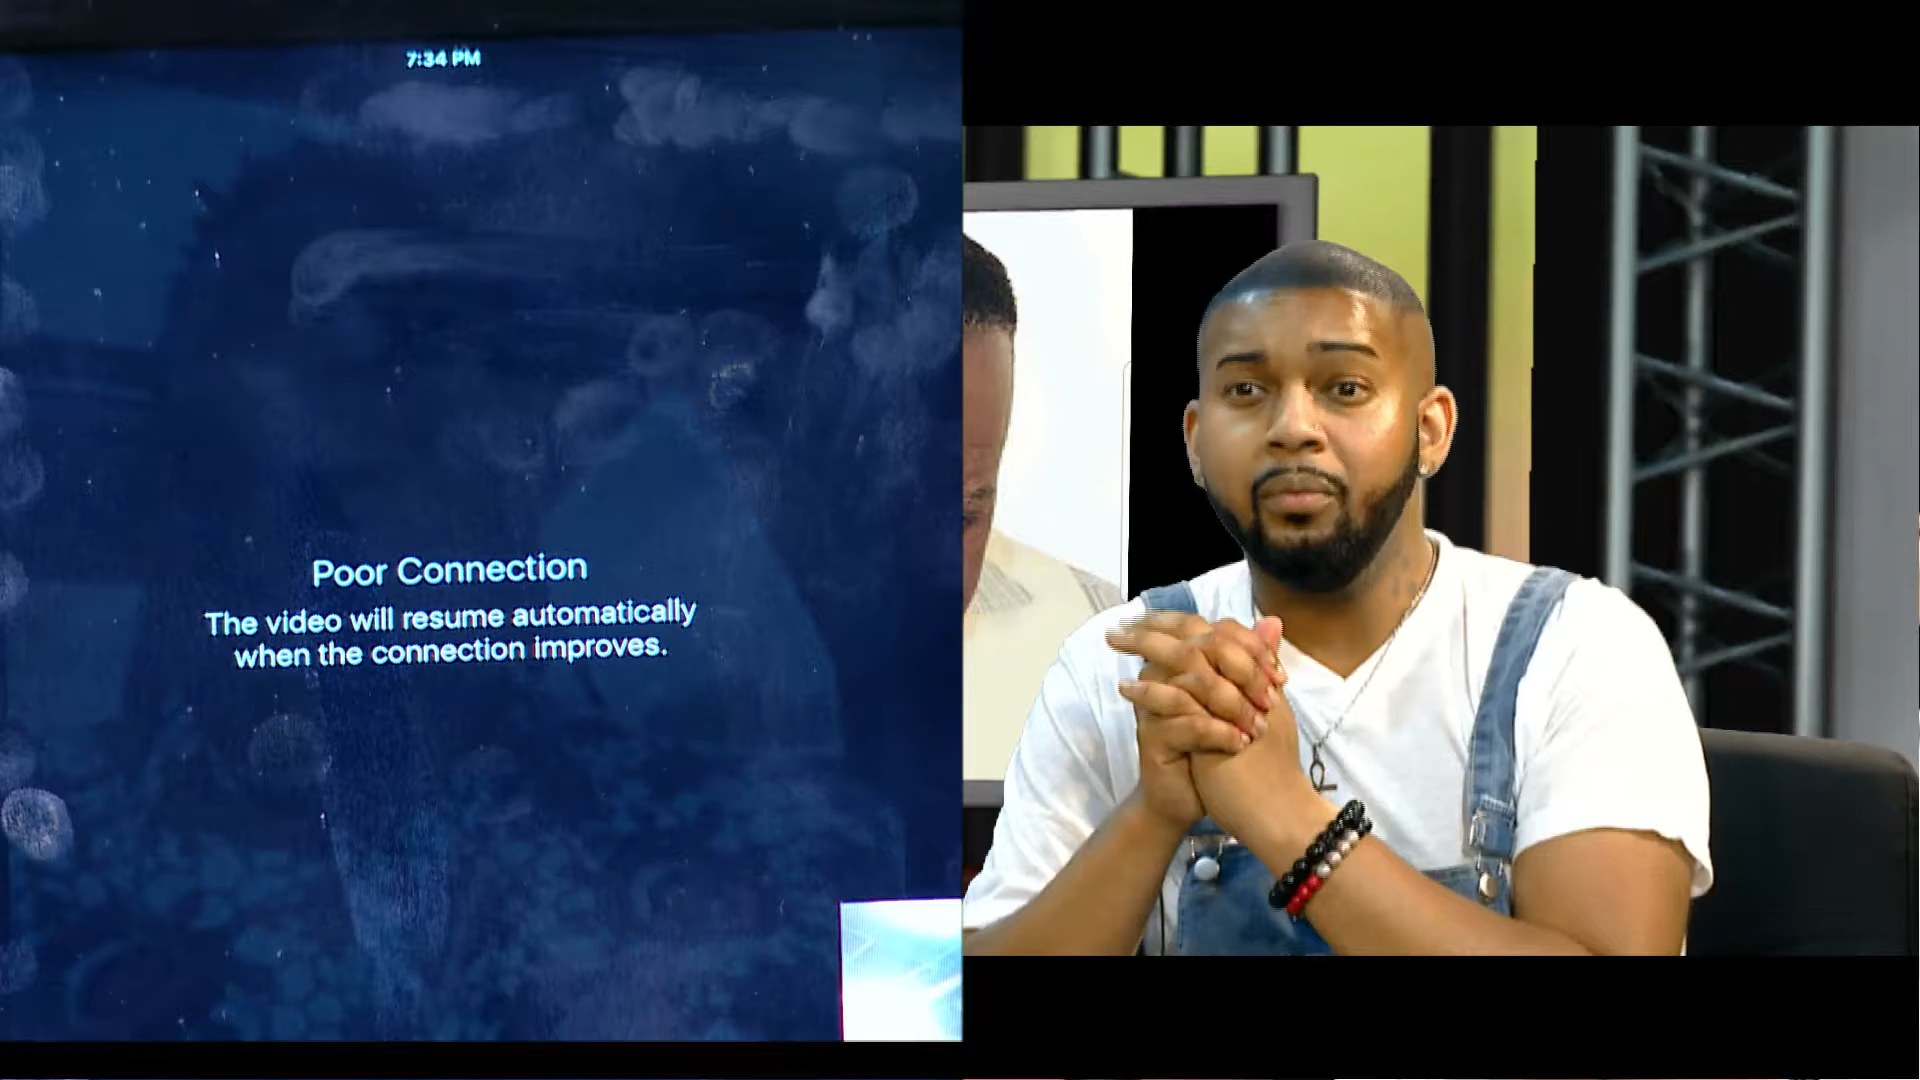 7:34 PM
Poor Connection
The video will resume automatically
when the connection improves.